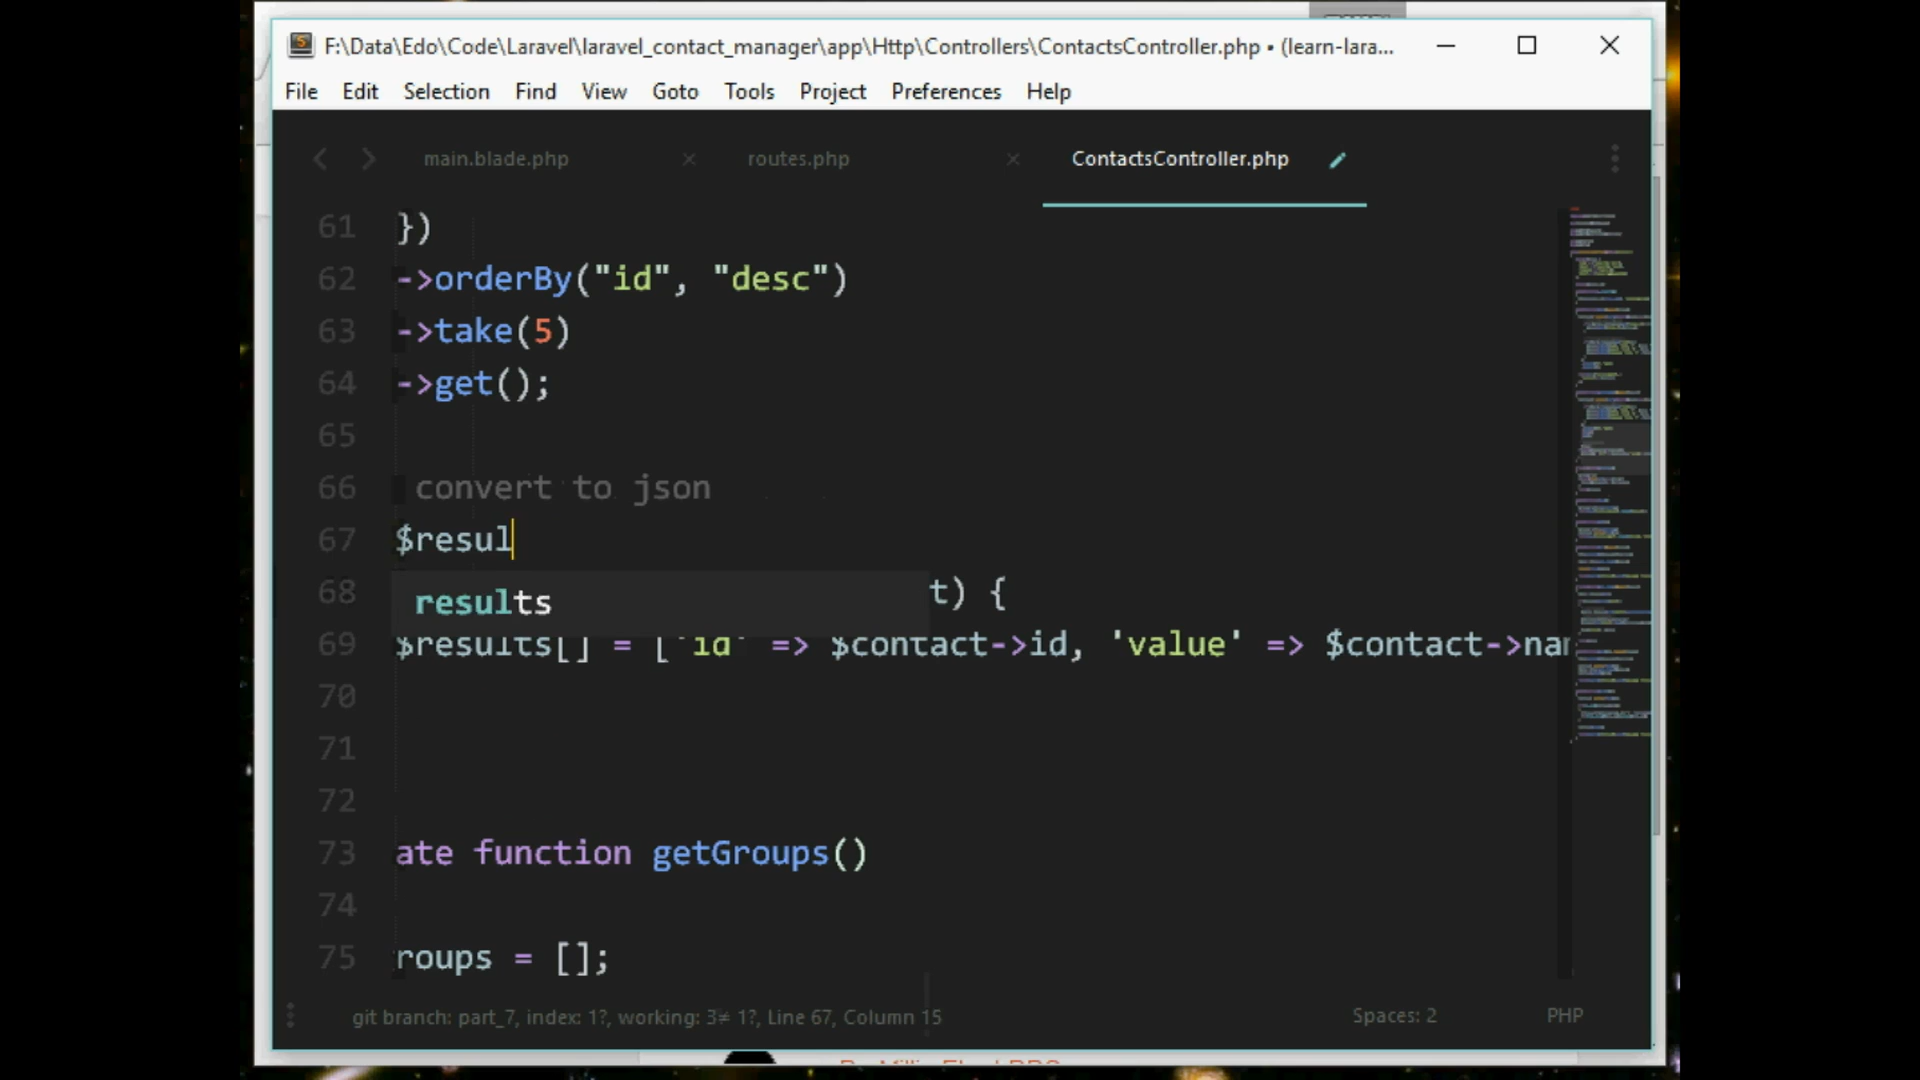 F:\Data\Edo\Code\Laravel\laravel_contact_manager\app\Http\Controllers\ContactsController.php • (learn-lara...
File Edit Selection Find View Goto Tools Project Preferences Help
main.blade.php routes.php ContactsController.php
61 })
62 ->orderBy("id", "desc")
63 ->take(5)
64 ->get();
65
66 convert to json
67 $resul
68 t) {
results
69 $results[] = ['id' => $contact->id, 'value' => $contact->nam
70
71
72
73 ate function getGroups()
74
75 roups = [];
git branch: part_7, index: 1?, working: 3≠ 1?, Line 67, Column 15 Spaces: 2 PHP